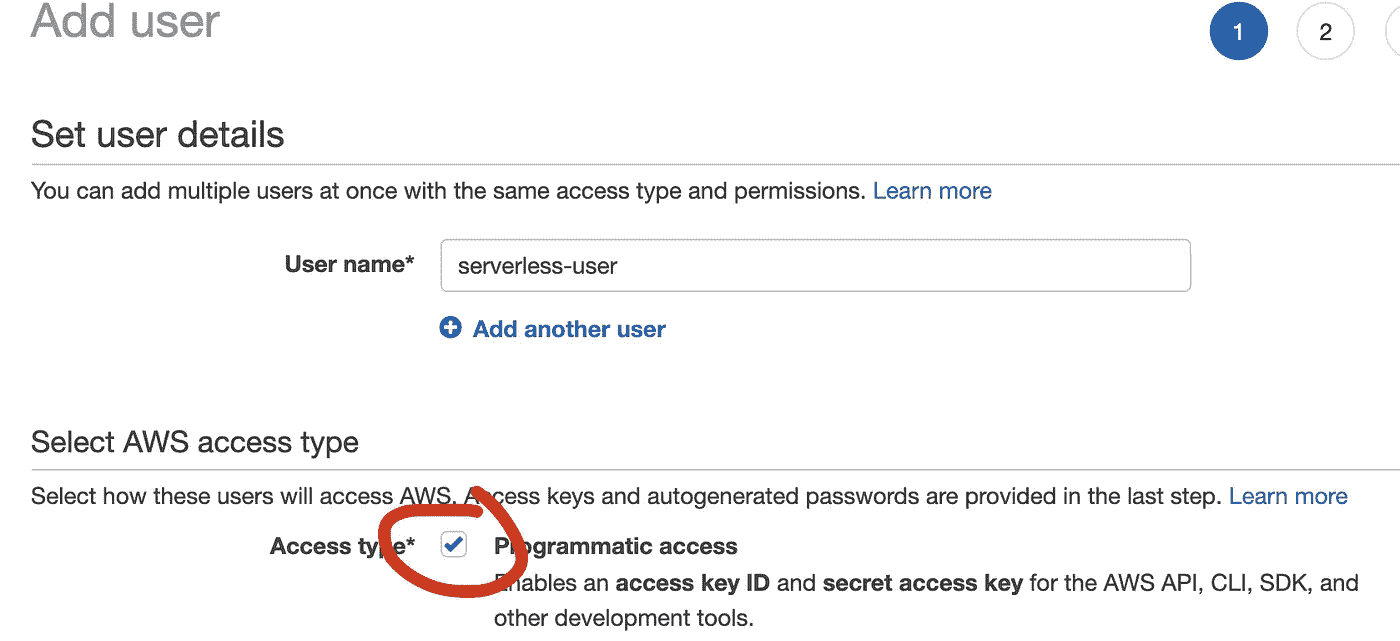 Add user
1
2
Set user details
You can add multiple users at once with the same access type and permissions. Learn more
User name*
serverless-user
Add another user
Select AWS access type
Select how these users will access AWS. Access keys and autogenerated passwords are provided in the last step. Learn more
Access type*
Programmatic access
Enables an access key ID and secret access key for the AWS API, CLI, SDK, and
other development tools.